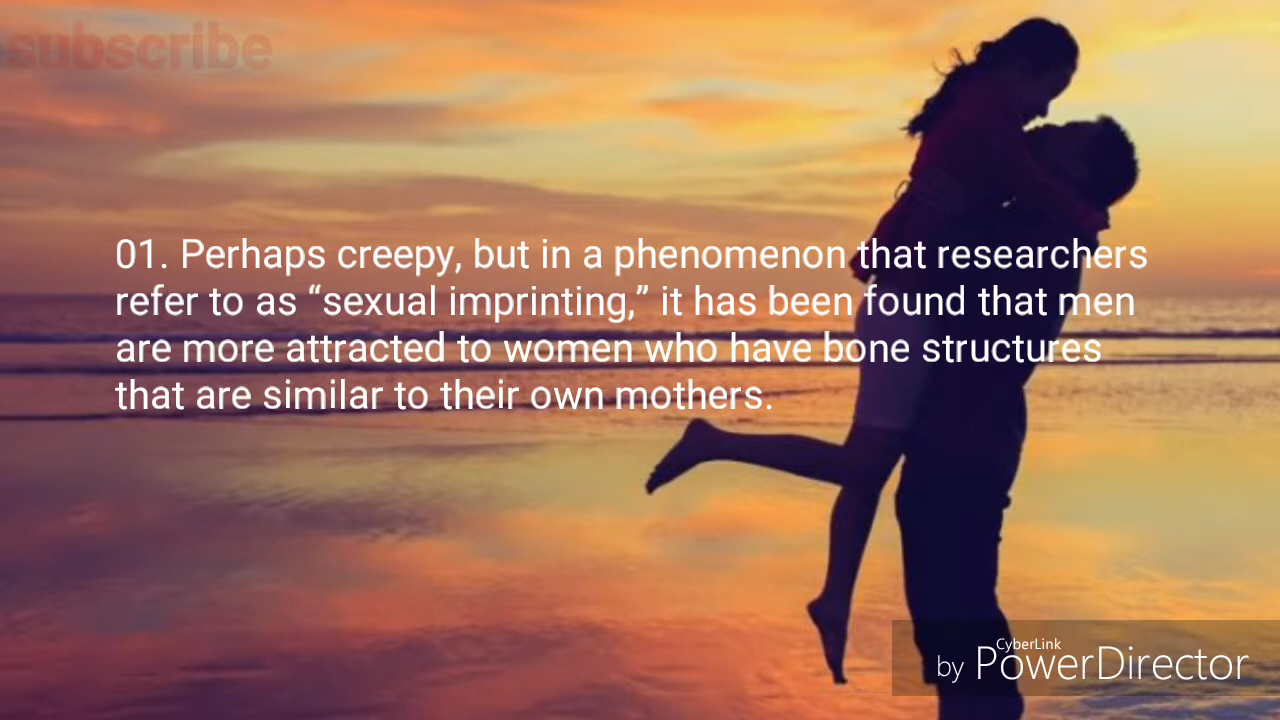 subscribe
01. Perhaps creepy, but in a phenomenon that researchers
refer to as “sexual imprinting,” it has been found that men
are more attracted to women who have bone structures
that are similar to their own mothers.
CyberLink
by PowerDirector